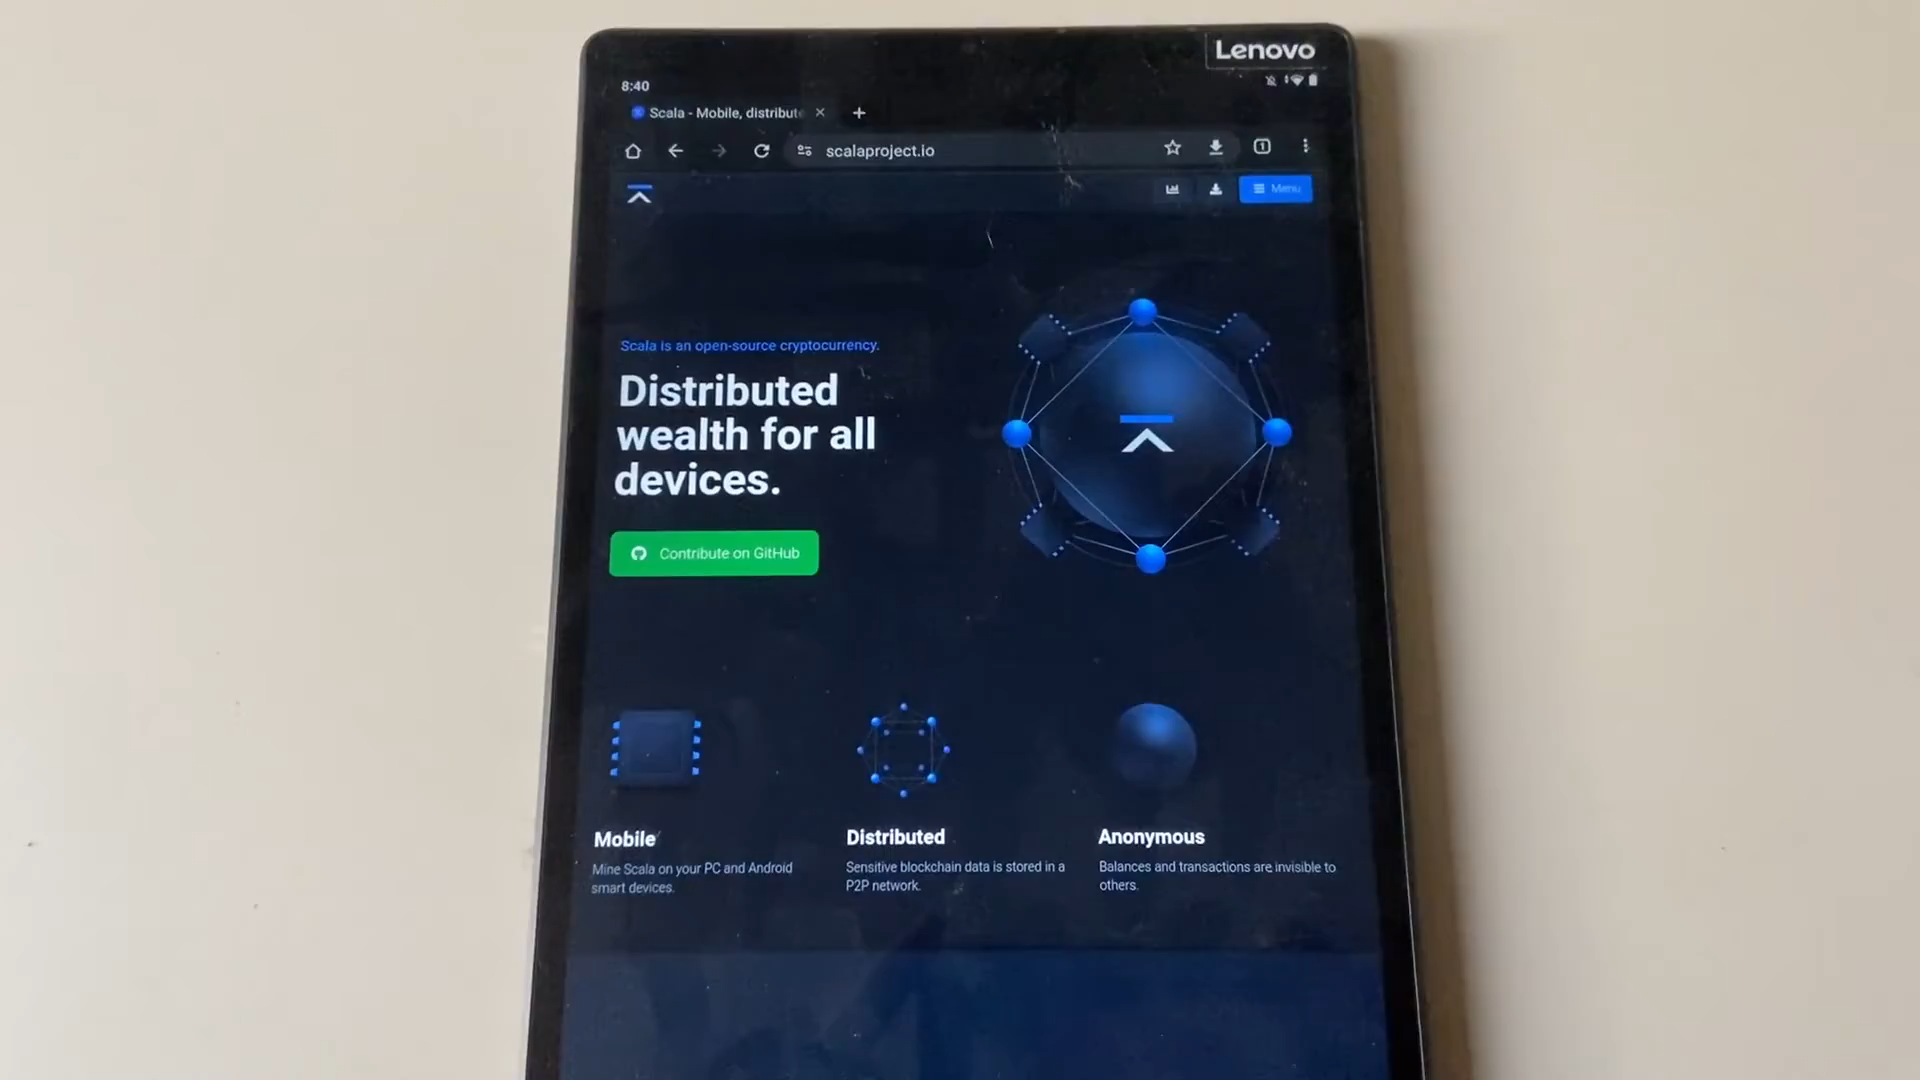 Lenovo
8:40
Scala - Mobile, distribute
scalaproject.io
1
Menu
Scala is an open-source cryptocurrency.
Distributed
wealth for all
devices.
Contribute on GitHub
Mobile
Mine Scala on your PC and Android
smart devices.
Distributed
Sensitive blockchain data is stored in a
P2P network.
Anonymous
Balances and transactions are invisible to
others.